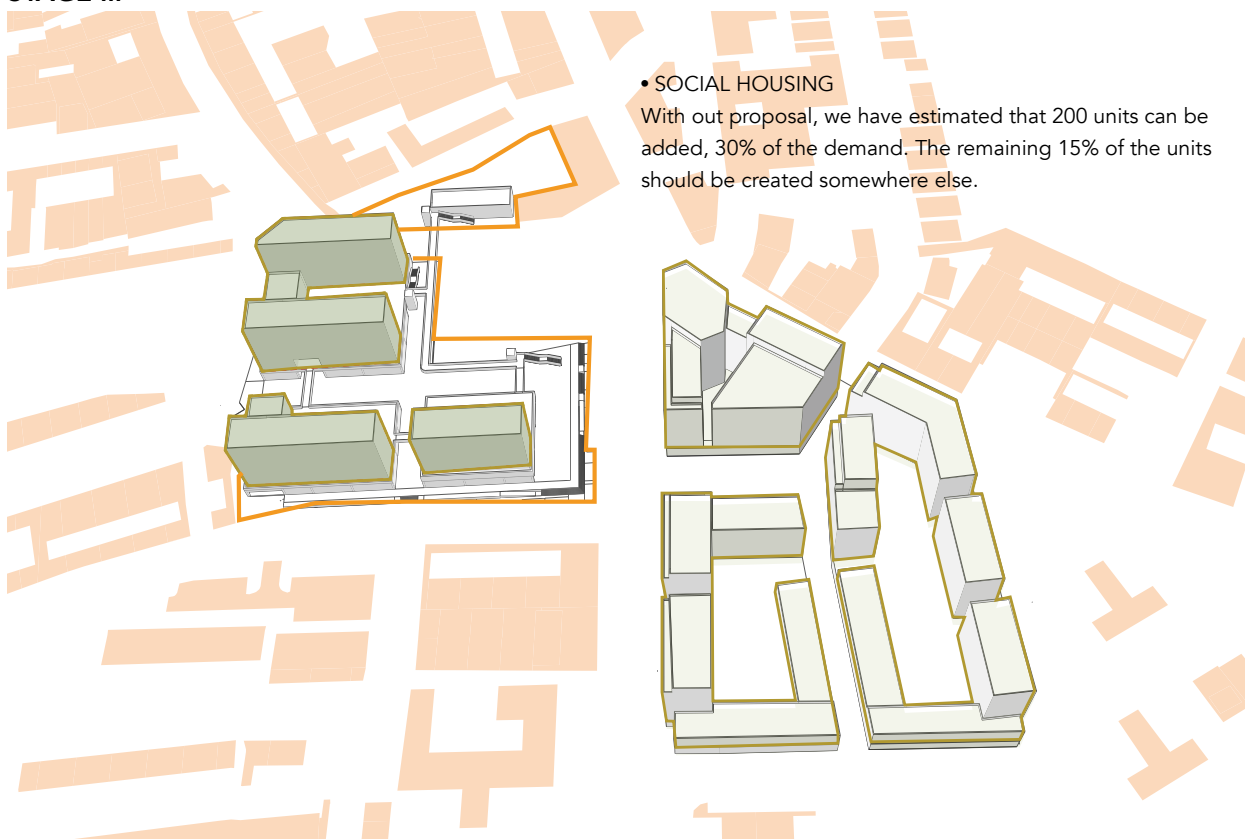 • SOCIAL HOUSING
With out proposal, we have estimated that 200 units can be
added, 30% of the demand. The remaining 15% of the units
should be created somewhere else.